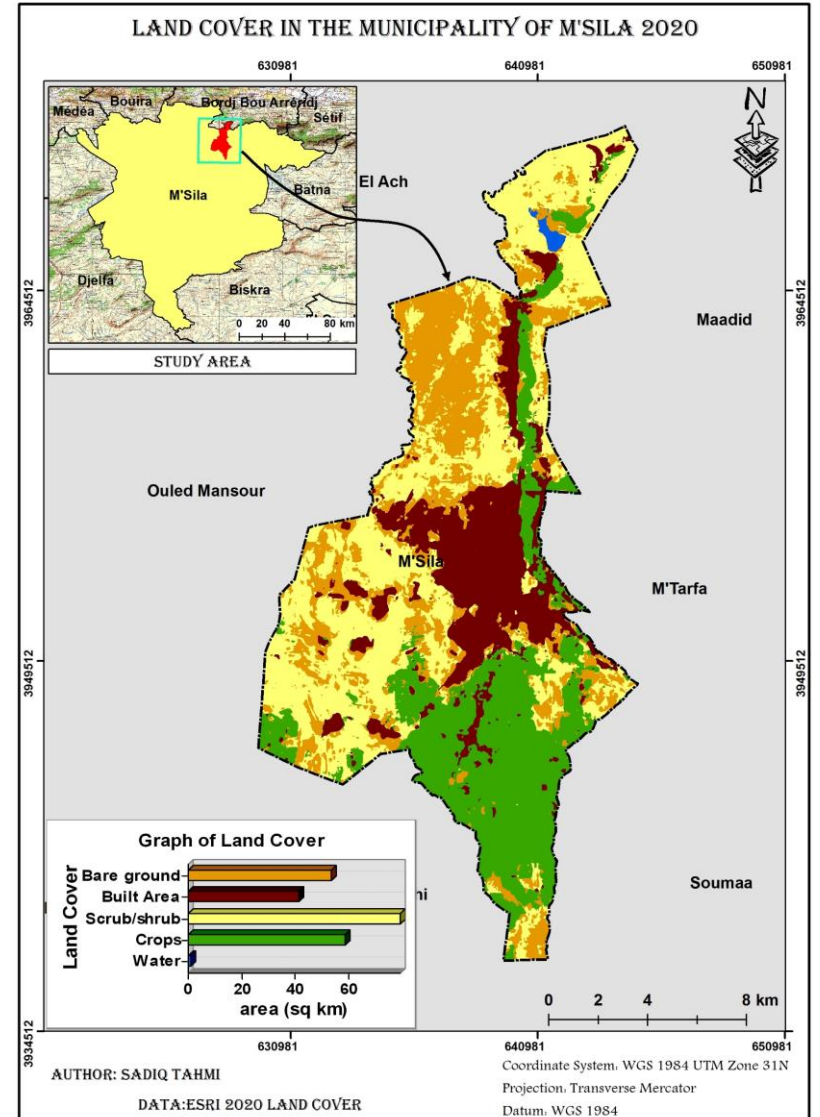 LAND COVER IN THE MUNICIPALITY OF M'SILA 2020
630981 640981 650981
Médéa Bouira Bordj Bou Arréridj Sétif
M'Sila
Batna
Djelfa
Biskra
0 20 40 80 km
STUDY AREA
N
El Ach
3964512 3964512
Maadid
Ouled Mansour
M'Sila
M'Tarfa
3949512 3949512
Soumaa
Graph of Land Cover
Land Cover
Bare ground
Built Area
Scrub/shrub
Crops
Water
0 20 40 60
area (sq km)
0 2 4 8 km
3934512
630981 640981 650981
AUTHOR: SADIQ TAHMI
DATA:ESRI 2020 LAND COVER
Coordinate System: WGS 1984 UTM Zone 31N
Projection: Transverse Mercator
Datum: WGS 1984